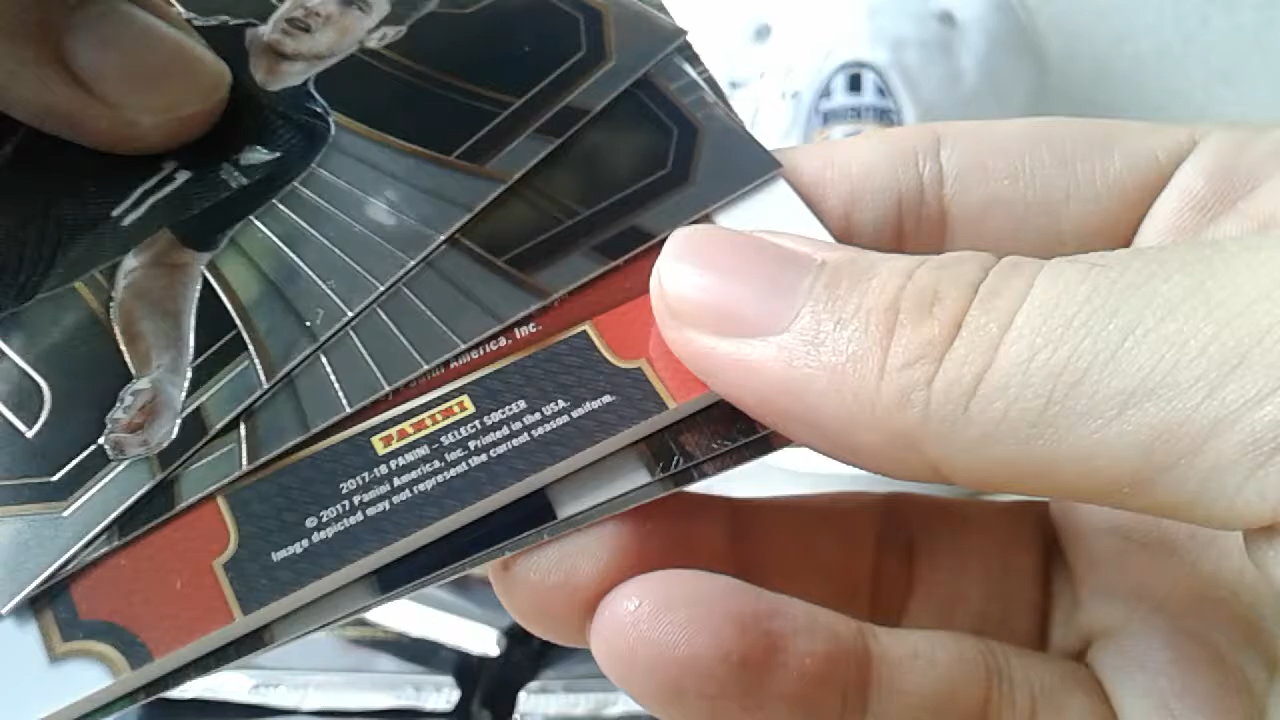 11
America, Inc.
PANINI
2017-18 PANINI – SELECT SOCCER
© 2017 Panini America, Inc. Printed in the USA.
Image depicted may not represent the current season uniform.